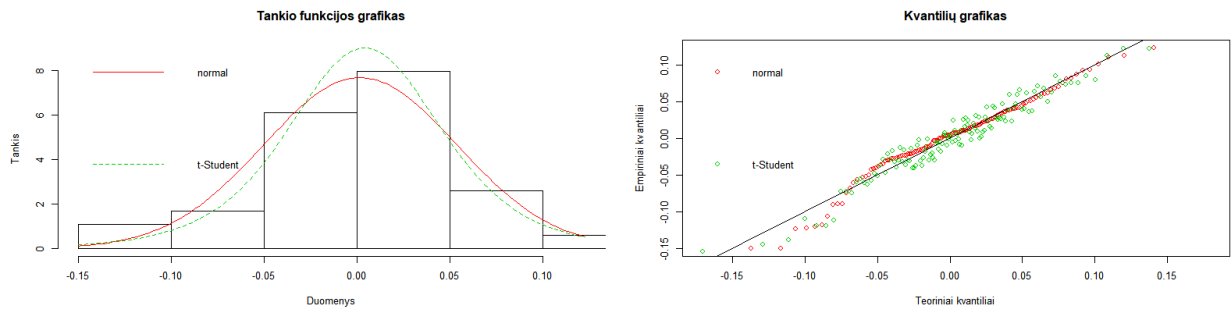 Tankio funkcijos grafikas
Tankis
8
6
4
2
0
normal
t-Student
-0.15 -0.10 -0.05 0.00 0.05 0.10
Duomenys
Kvantilių grafikas
Empiriniai kvantiliai
0.10
0.05
0.00
-0.05
-0.15
normal
t-Student
-0.15 -0.10 -0.05 0.00 0.05 0.10 0.15
Teoriniai kvantiliai